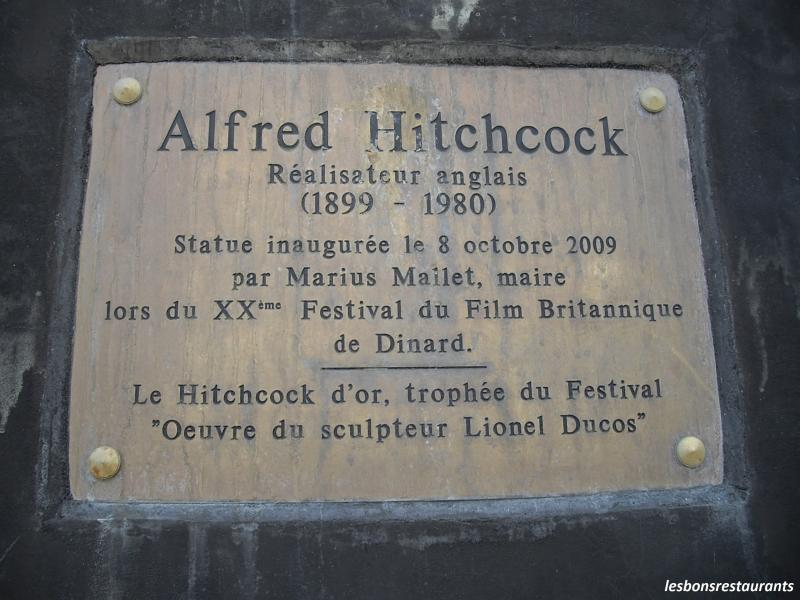 Alfred Hitchcock
Réalisateur anglais
(1899 - 1980)
Statue inaugurée le 8 octobre 2009
par Marius Mallet, maire
lors du XXème Festival du Film Britannique
de Dinard.
Le Hitchcock d'or, trophée du Festival
"Oeuvre du sculpteur Lionel Ducos"
lesbonsrestaurants